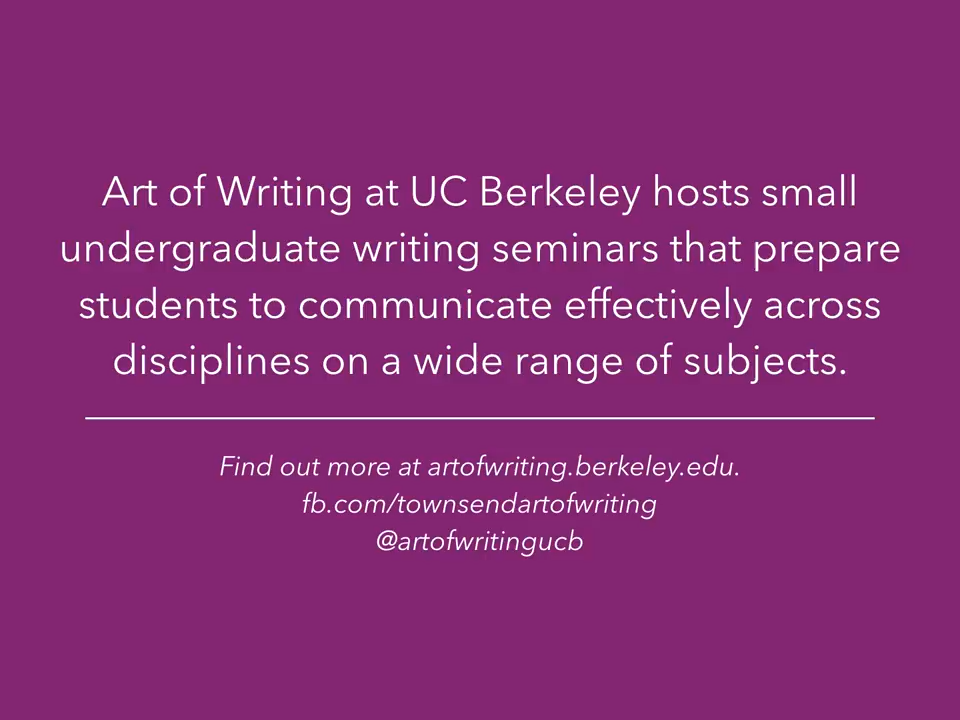 Art of Writing at UC Berkeley hosts small
undergraduate writing seminars that prepare
students to communicate effectively across
disciplines on a wide range of subjects.
Find out more at artofwriting.berkeley.edu.
fb.com/townsendartofwriting
@artofwritingucb